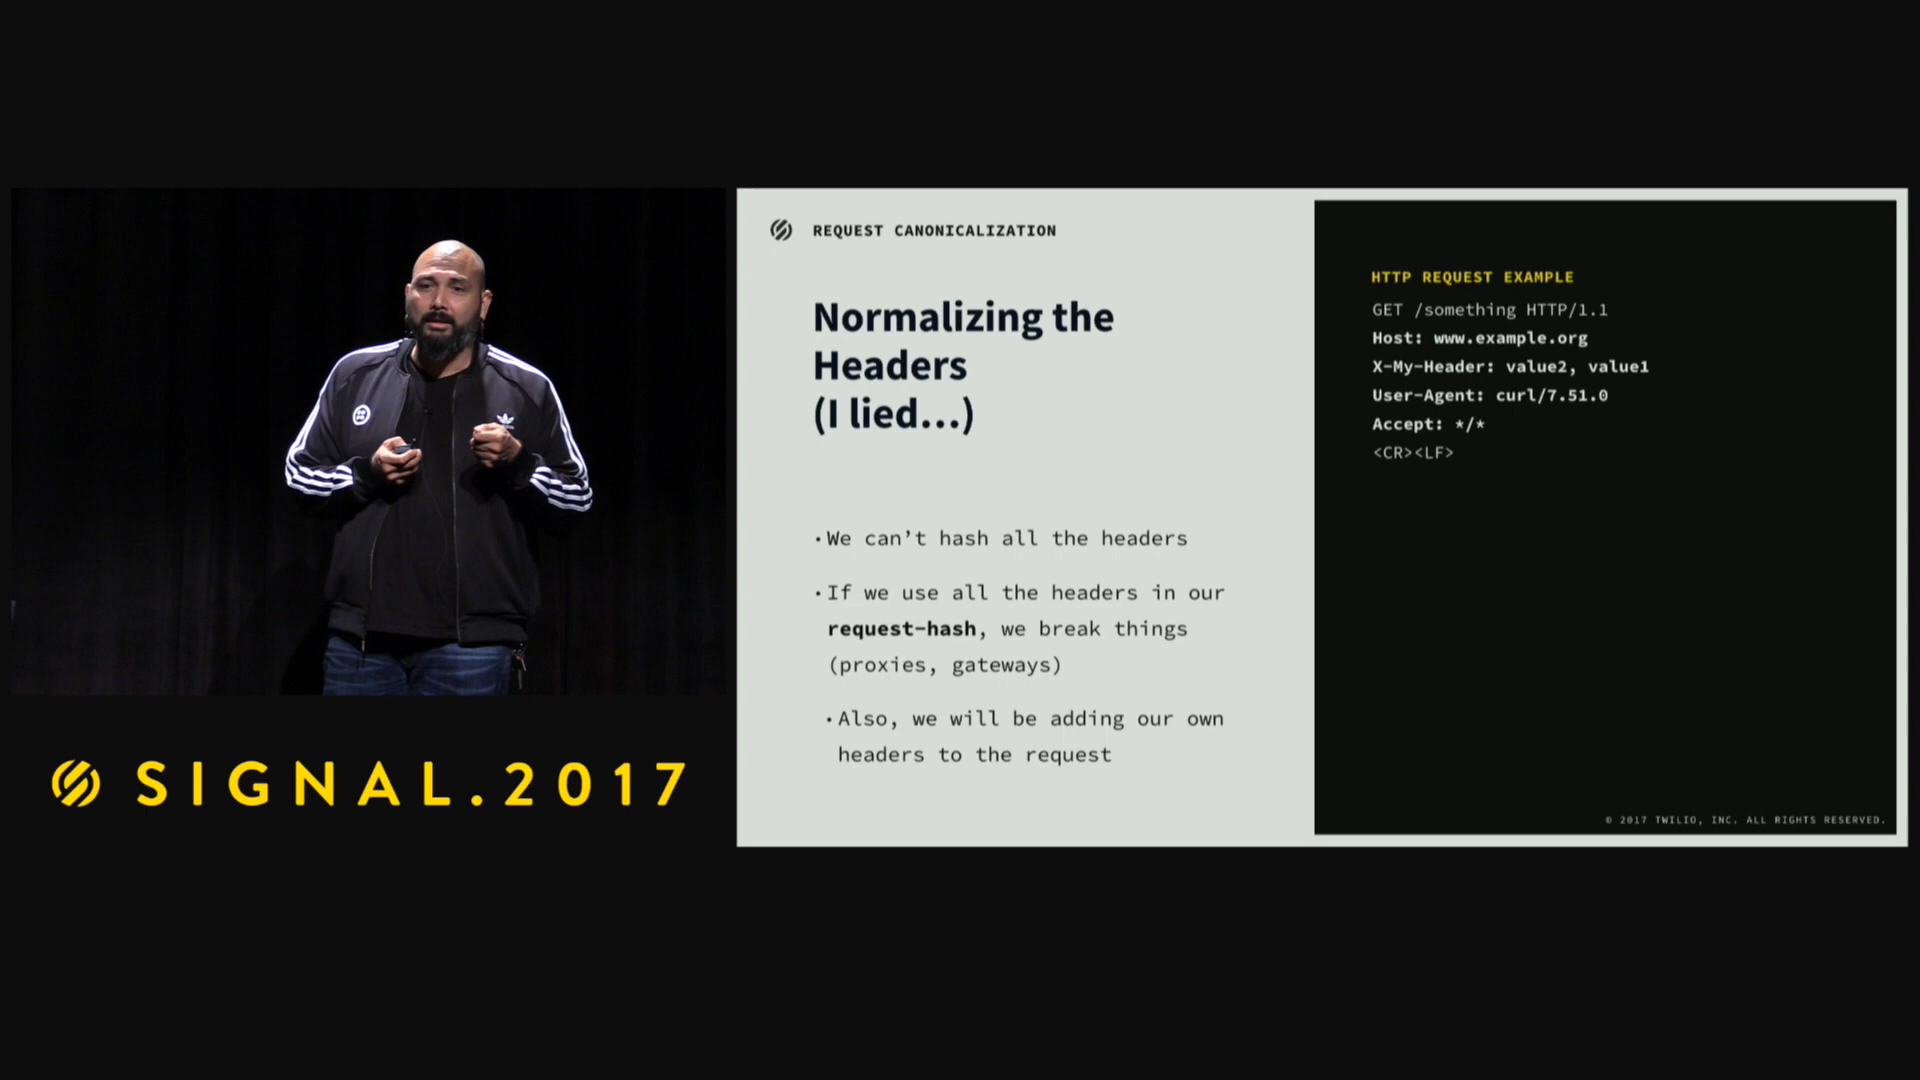 REQUEST CANONICALIZATION
Normalizing the
Headers
(I lied...)
·We can’t hash all the headers
·If we use all the headers in our
request-hash, we break things
(proxies, gateways)
·Also, we will be adding our own
headers to the request
HTTP REQUEST EXAMPLE
GET /something HTTP/1.1
Host: www.example.org
X-My-Header: value2, value1
User-Agent: curl/7.51.0
Accept: */*
<CR><LF>
© 2017 TWILIO, INC. ALL RIGHTS RESERVED.
SIGNAL.2017